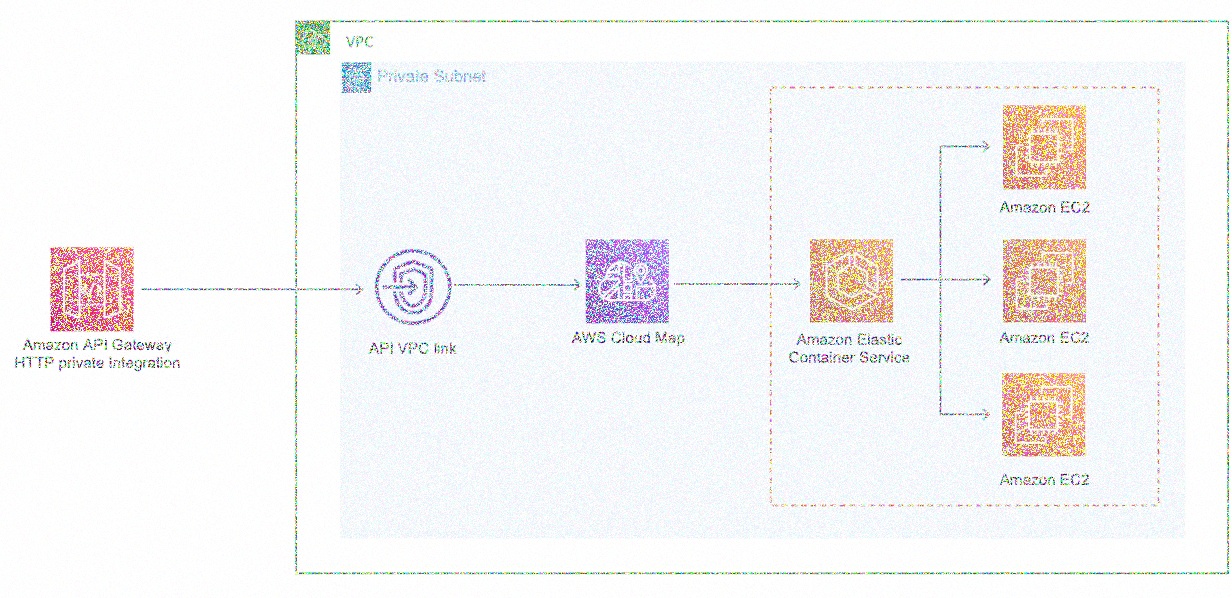 VPC
Private Subnet
Amazon API Gateway
HTTP private integration
API VPC link
AWS Cloud Map
Amazon Elastic
Container Service
Amazon EC2
Amazon EC2
Amazon EC2